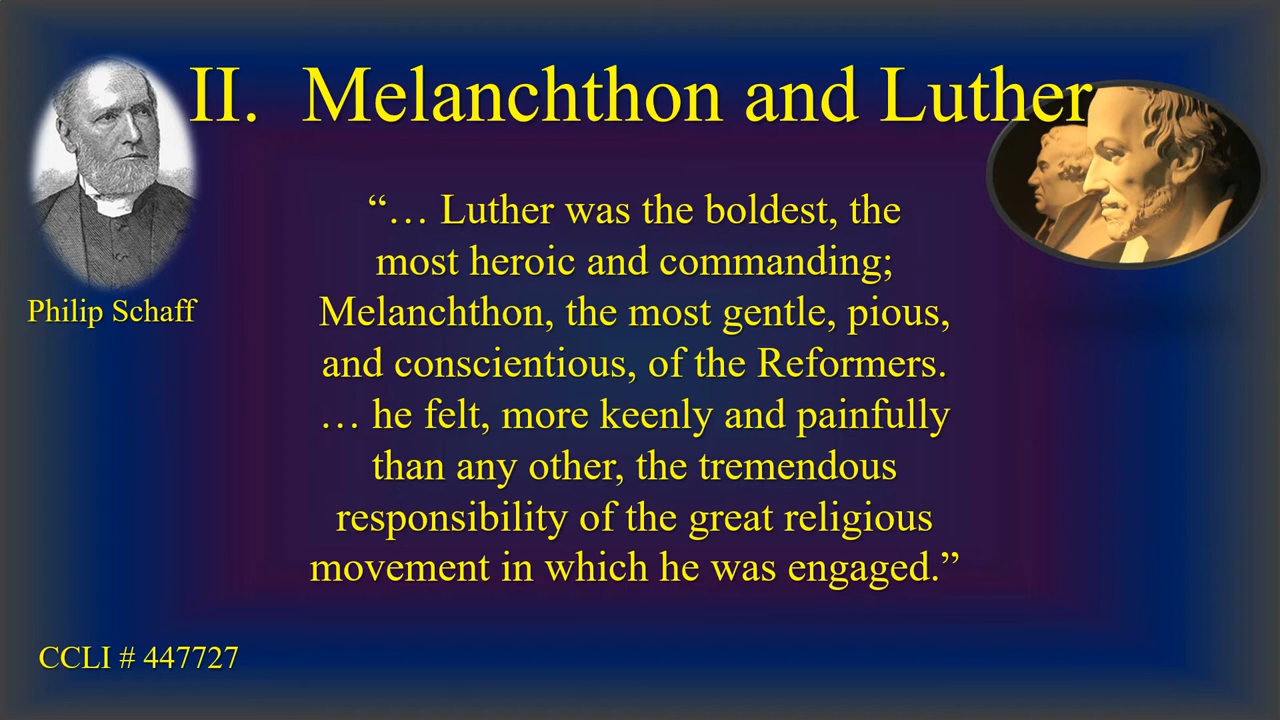 II. Melanchthon and Luther
“… Luther was the boldest, the
most heroic and commanding;
Melanchthon, the most gentle, pious,
and conscientious, of the Reformers.
… he felt, more keenly and painfully
than any other, the tremendous
responsibility of the great religious
movement in which he was engaged.”
Philip Schaff
CCLI # 447727